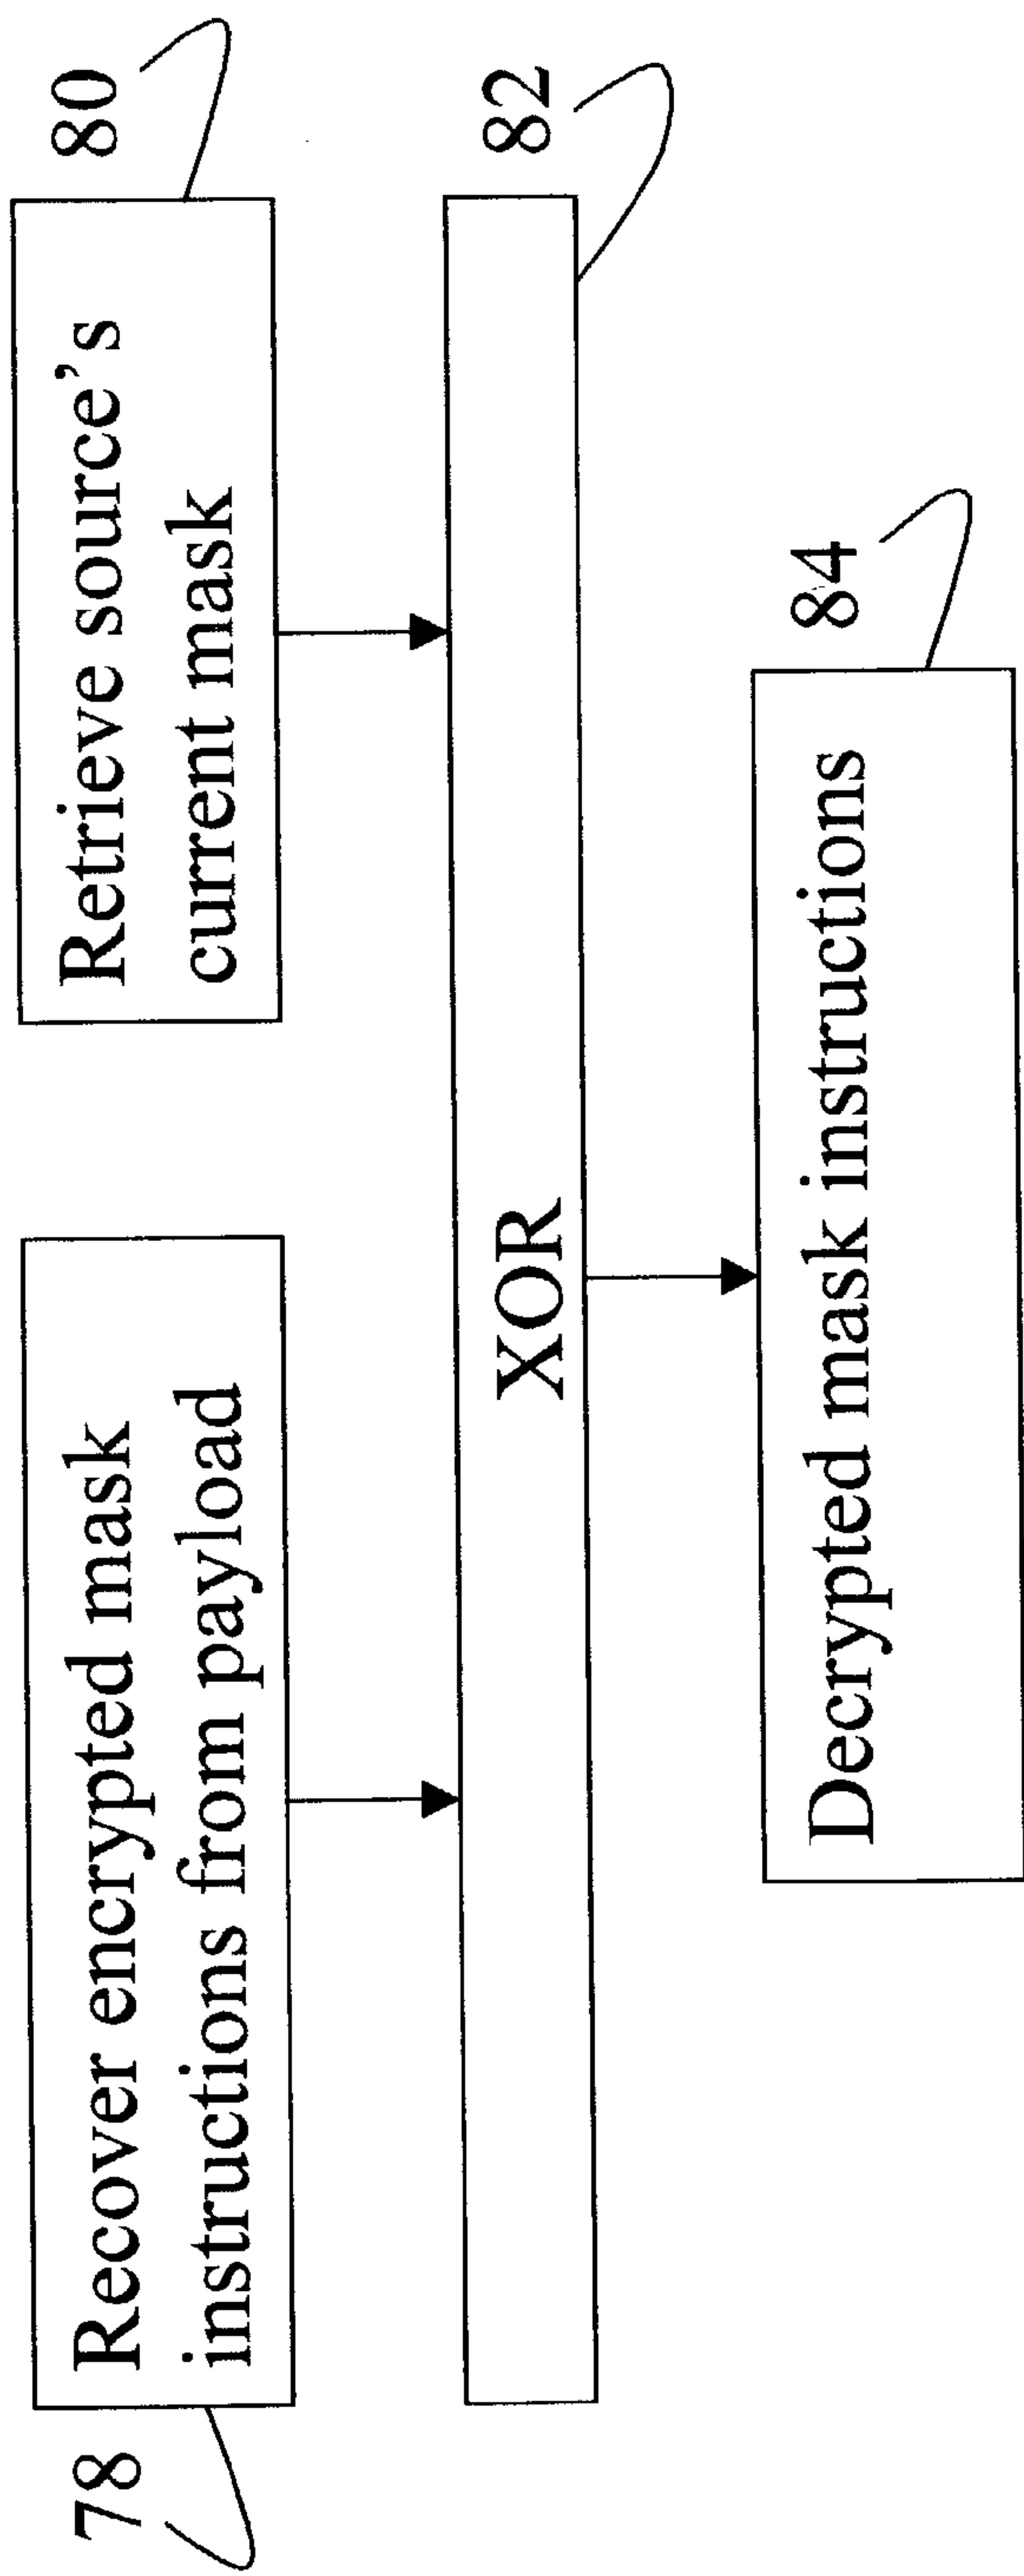 78
Recover encrypted mask
instructions from payload
80
Retrieve source's
current mask
82
XOR
84
Decrypted mask instructions